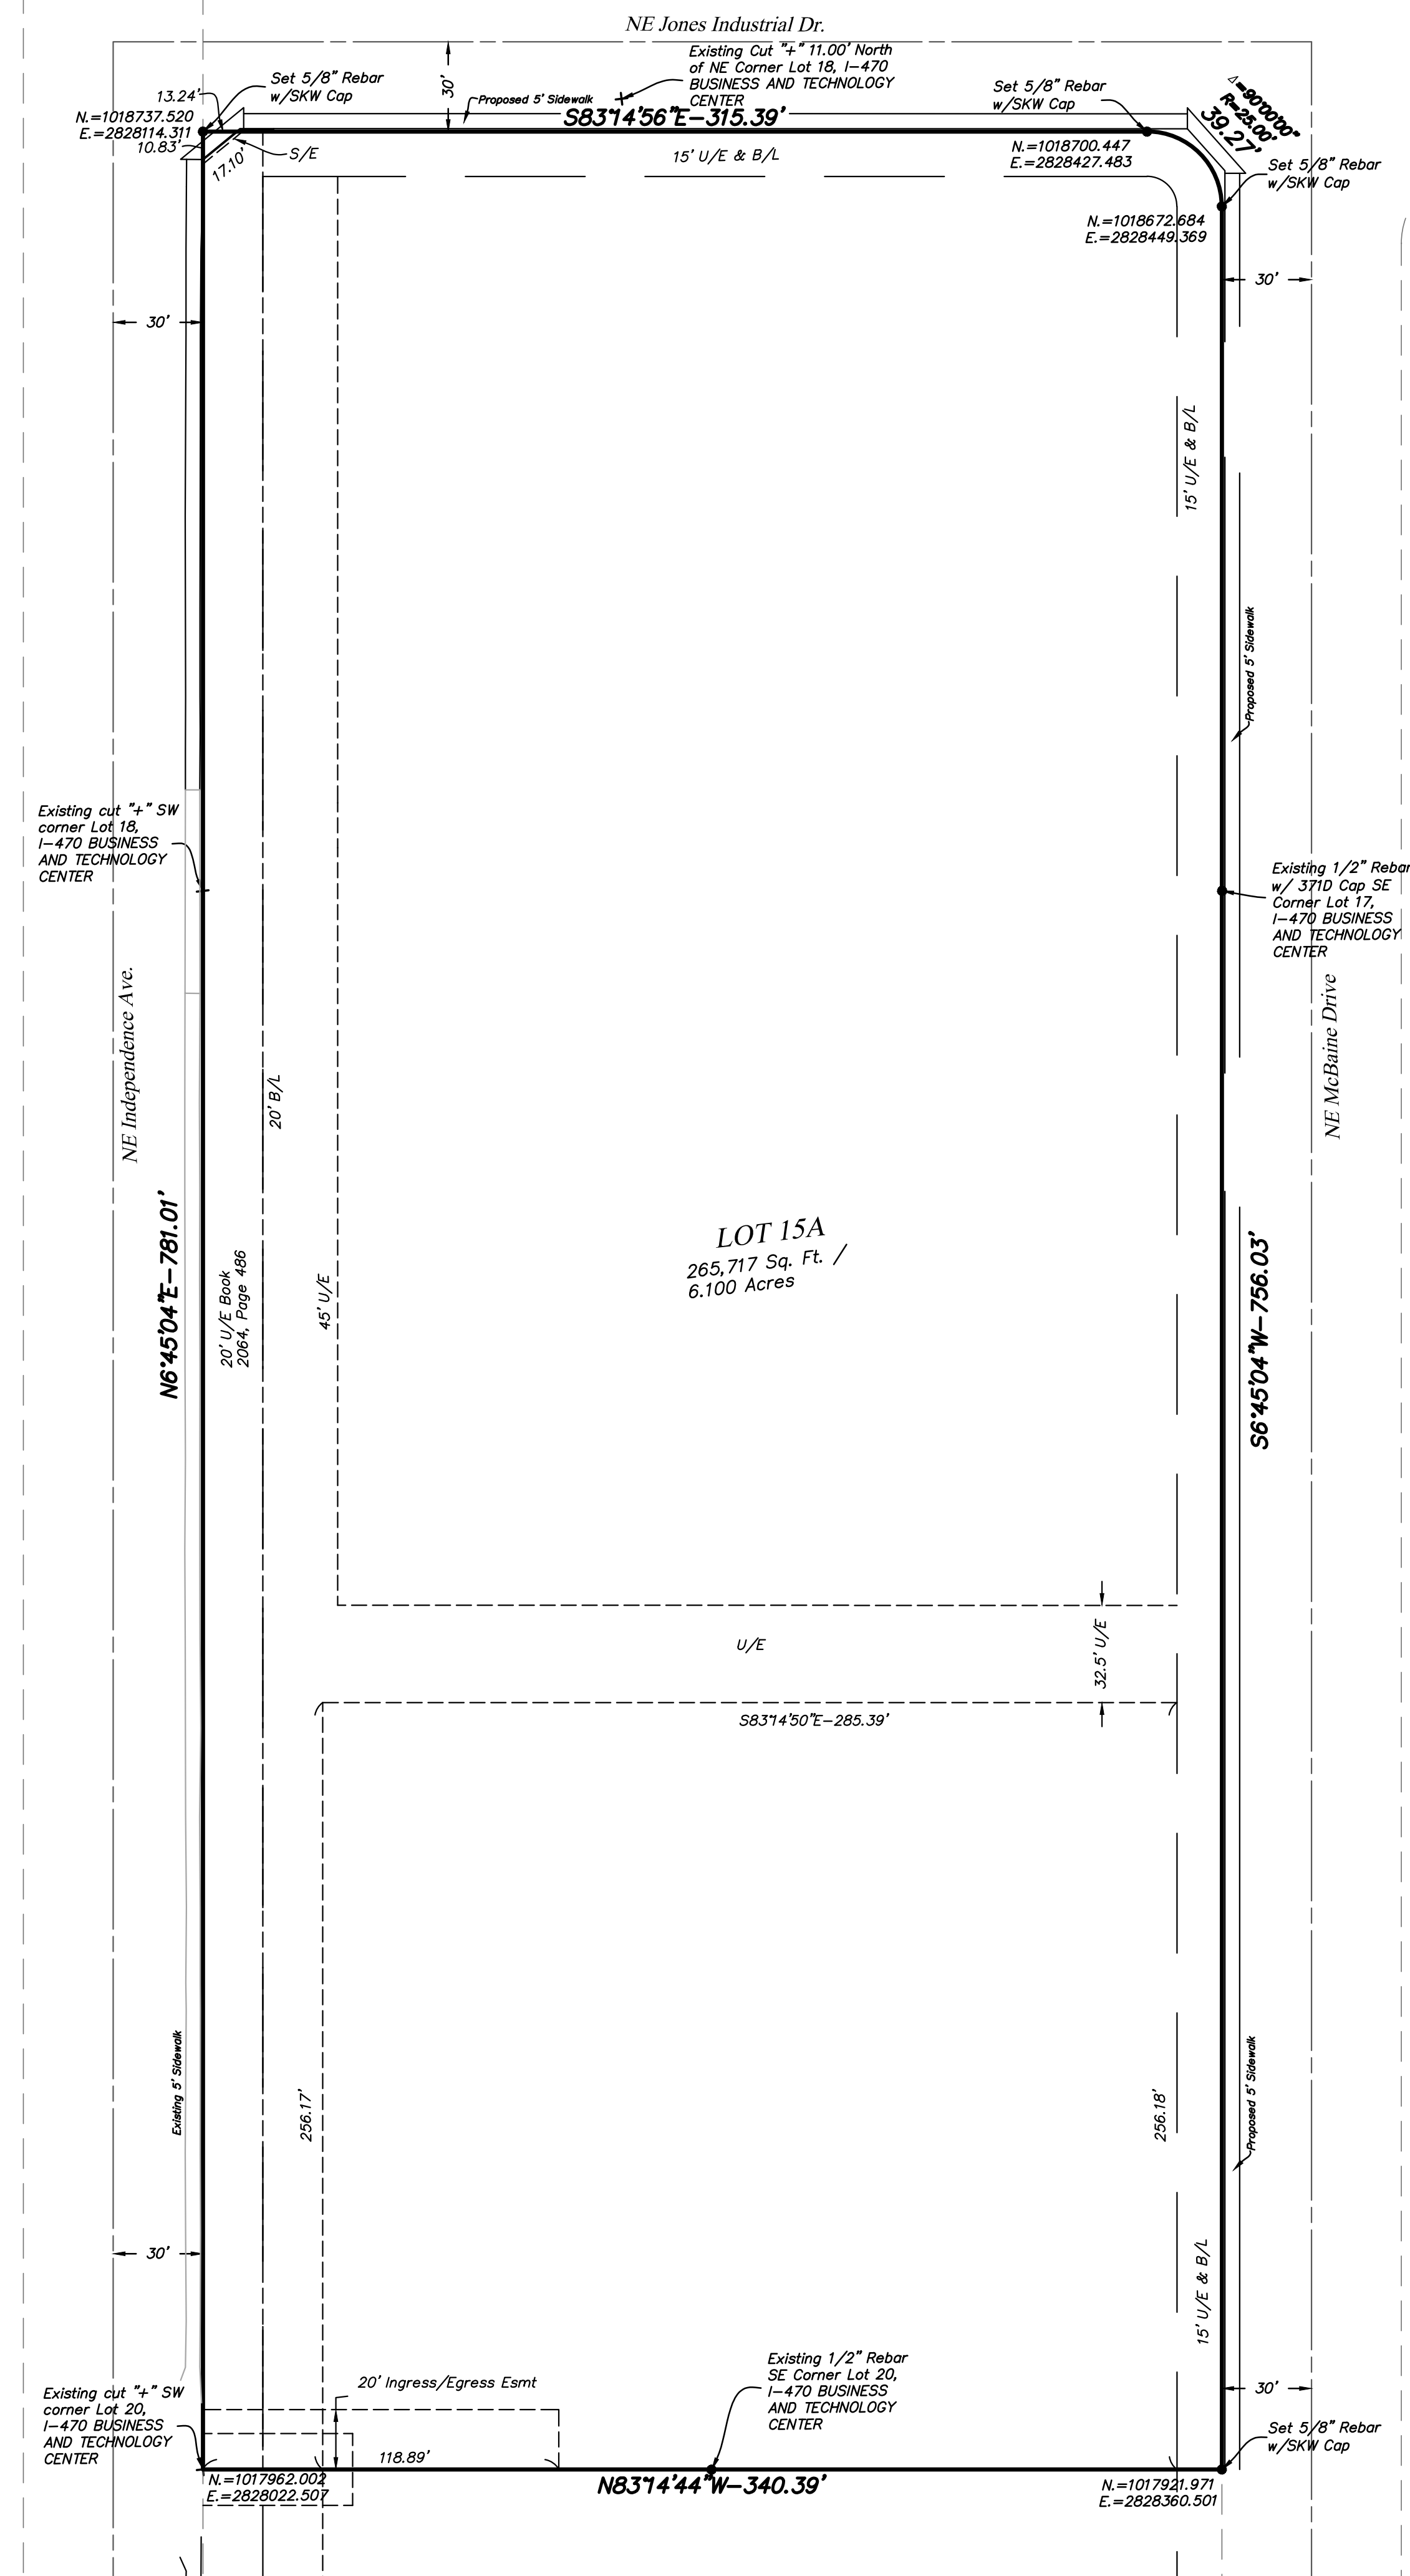 NE Jones Industrial Dr.
Existing Cut "+" 11.00' North
of NE Corner Lot 18, I-470
BUSINESS AND TECHNOLOGY
CENTER
30'
Set 5/8" Rebar
w/SKW Cap
13.24'
N.=1018737.520
E.=2828114.311
10.83'
17.10'
S/E
Proposed 5' Sidewalk
S83°14'56"E-315.39'
15' U/E & B/L
Set 5/8" Rebar
w/SKW Cap
N.=1018700.447
E.=2828427.483
Δ=90°00'00"
R=25.00'
39.27'
Set 5/8" Rebar
w/SKW Cap
N.=1018672.684
E.=2828449.369
30'
30'
15' U/E & B/L
Proposed 5' Sidewalk
Existing cut "+" SW
corner Lot 18,
I-470 BUSINESS
AND TECHNOLOGY
CENTER
Existing 1/2" Rebar
w/ 371D Cap SE
Corner Lot 17,
I-470 BUSINESS
AND TECHNOLOGY
CENTER
NE Independence Ave.
NE McBaine Drive
20' B/L
N6°45'04"E-781.01'
20' U/E Book
2064, Page 486
45' U/E
LOT 15A
265,717 Sq. Ft. /
6.100 Acres
S6°45'04"W-756.03'
U/E
32.5' U/E
S83°14'50"E-285.39'
Existing 5' Sidewalk
256.17'
256.18'
Proposed 5' Sidewalk
30'
15' U/E & B/L
30'
Existing cut "+" SW
corner Lot 20,
I-470 BUSINESS
AND TECHNOLOGY
CENTER
20' Ingress/Egress Esmt
118.89'
Existing 1/2" Rebar
SE Corner Lot 20,
I-470 BUSINESS
AND TECHNOLOGY
CENTER
Set 5/8" Rebar
w/SKW Cap
N.=1017962.002
E.=2828022.507
N83°14'44"W-340.39'
N.=1017921.971
E.=2828360.501